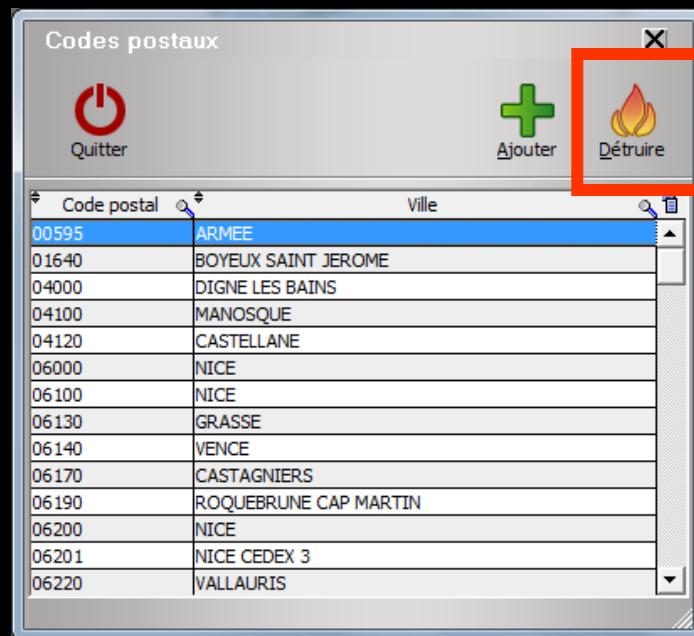 Codes postaux
Quitter
Ajouter
Détruire
Code postal Ville
00595 ARMEE
01640 BOYEUX SAINT JEROME
04000 DIGNE LES BAINS
04100 MANOSQUE
04120 CASTELLANE
06000 NICE
06100 NICE
06130 GRASSE
06140 VENCE
06170 CASTAGNIERS
06190 ROQUEBRUNE CAP MARTIN
06200 NICE
06201 NICE CEDEX 3
06220 VALLAURIS